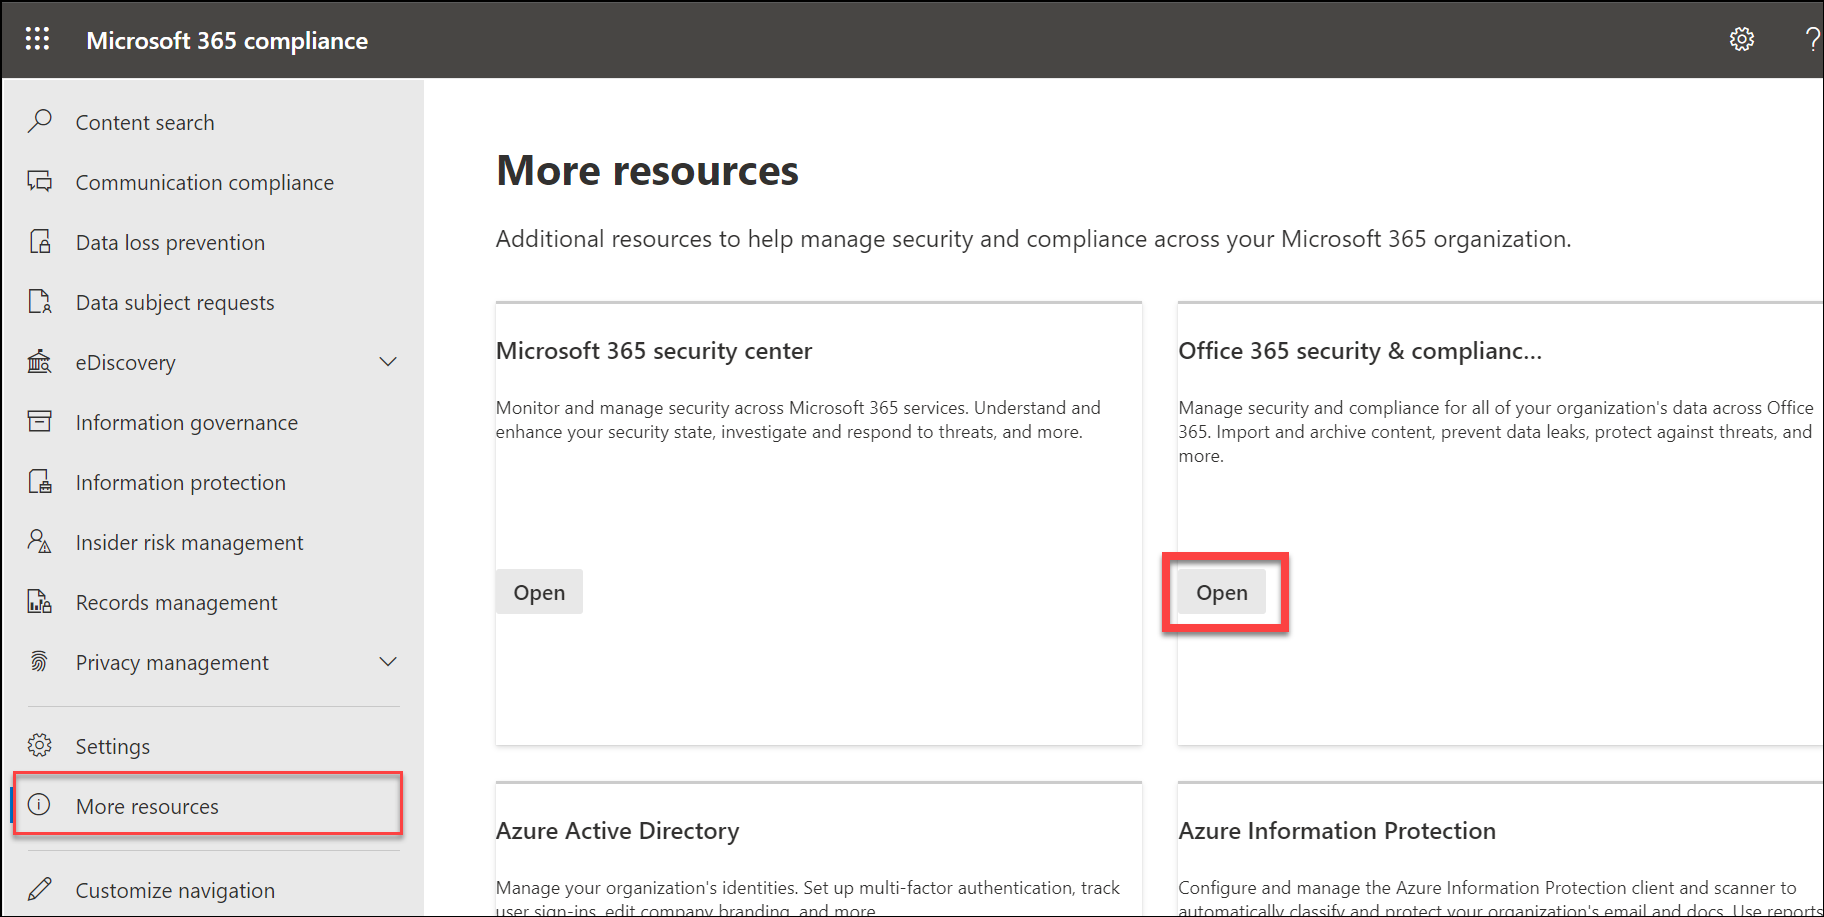 Microsoft 365 compliance
?
Content search
Communication compliance
Data loss prevention
Data subject requests
eDiscovery
Information governance
Information protection
Insider risk management
Records management
Privacy management
Settings
More resources
Customize navigation
More resources
Additional resources to help manage security and compliance across your Microsoft 365 organization.
Microsoft 365 security center
Monitor and manage security across Microsoft 365 services. Understand and
enhance your security state, investigate and respond to threats, and more.
Open
Office 365 security & complianc...
Manage security and compliance for all of your organization's data across Office
365. Import and archive content, prevent data leaks, protect against threats, and
more.
Open
Azure Active Directory
Manage your organization's identities. Set up multi-factor authentication, track
user sign-ins, edit company branding, and more.
Azure Information Protection
Configure and manage the Azure Information Protection client and scanner to
automatically classify and protect your organization's email and docs. Use reports